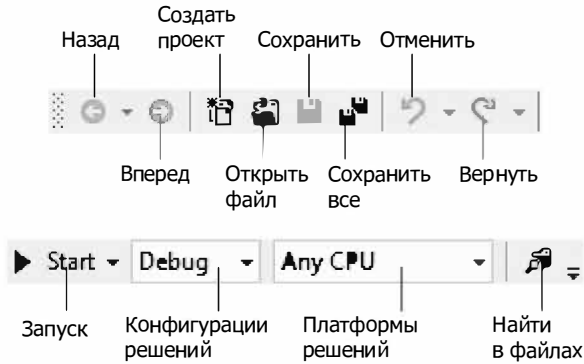 Создать
Назад проект Сохранить Отменить
Вперед Открыть Сохранить Вернуть
файл все
Start Debug Any CPU
Запуск Конфигурации Платформы Найти
решений решений в файлах